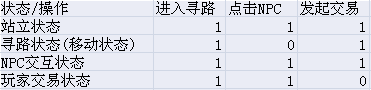 状态/操作 进入寻路 点击NPC 发起交易
站立状态 1 1 1
寻路状态(移动状态) 1 0 1
NPC交互状态 1 1 1
玩家交易状态 1 1 0